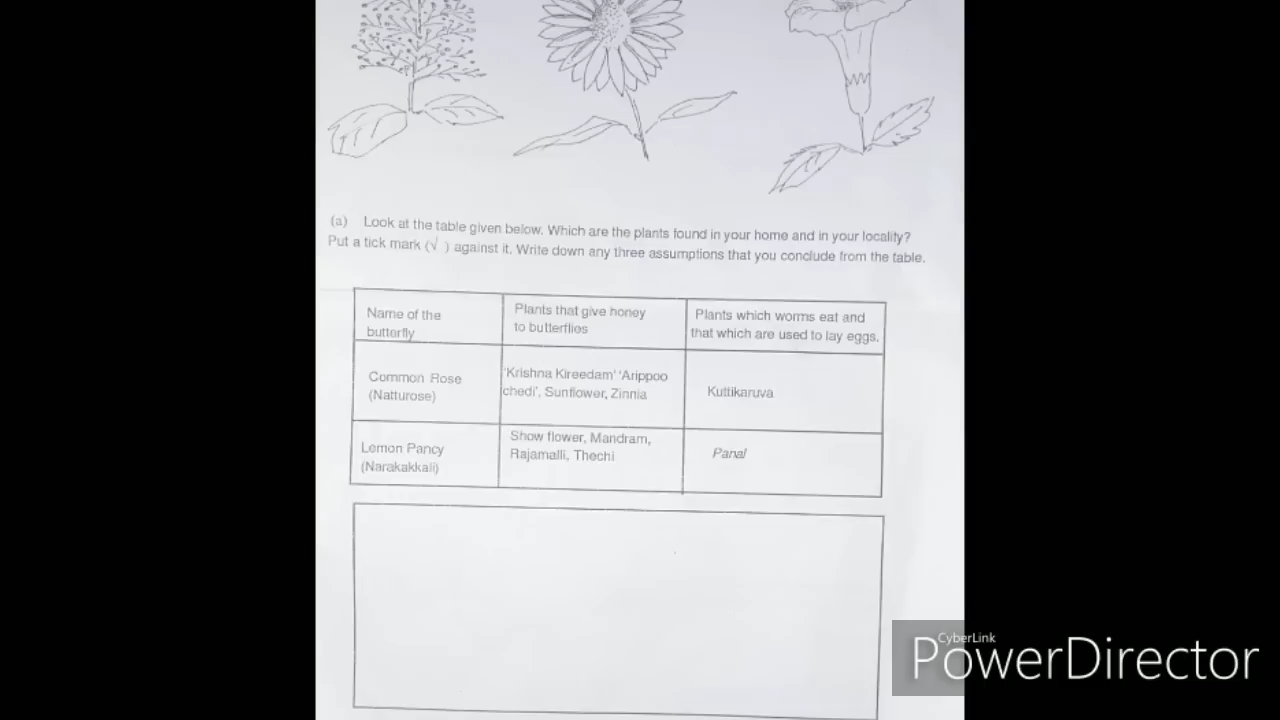 (a) Look at the table given below. Which are the plants found in your home and in your locality?
Put a tick mark (√ ) against it. Write down any three assumptions that you conclude from the table.
Name of the
butterfly
Plants that give honey
to butterflies
Plants which worms eat and
that which are used to lay eggs.
Common Rose
(Natturose)
'Krishna Kireedam' 'Arippoo
chedi', Sunflower, Zinnia
Kuttikaruva
Lemon Pancy
(Narakakkali)
Show flower, Mandram,
Rajamalli, Thechi
Panal
CyberLink
PowerDirector